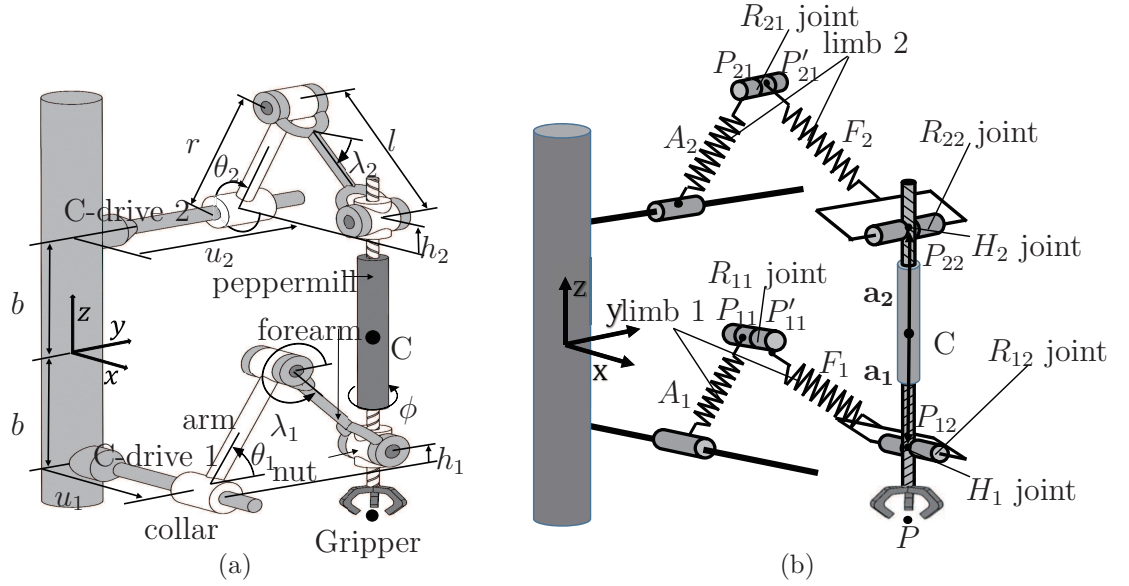 r
l
θ₂
λ₂
C-drive 2
u₂
h₂
b
peppermill
z
y
x
forearm
C
b
arm
λ₁
ϕ
C-drive 1
θ₁
nut
h₁
u₁
collar
Gripper
(a)
R₂₁ joint
limb 2
P₂₁
P′₂₁
A₂
F₂
R₂₂ joint
P₂₂
H₂ joint
R₁₁ joint
a₂
z
y
limb 1
P₁₁
P′₁₁
C
x
F₁
a₁
R₁₂ joint
A₁
P₁₂
H₁ joint
P
(b)